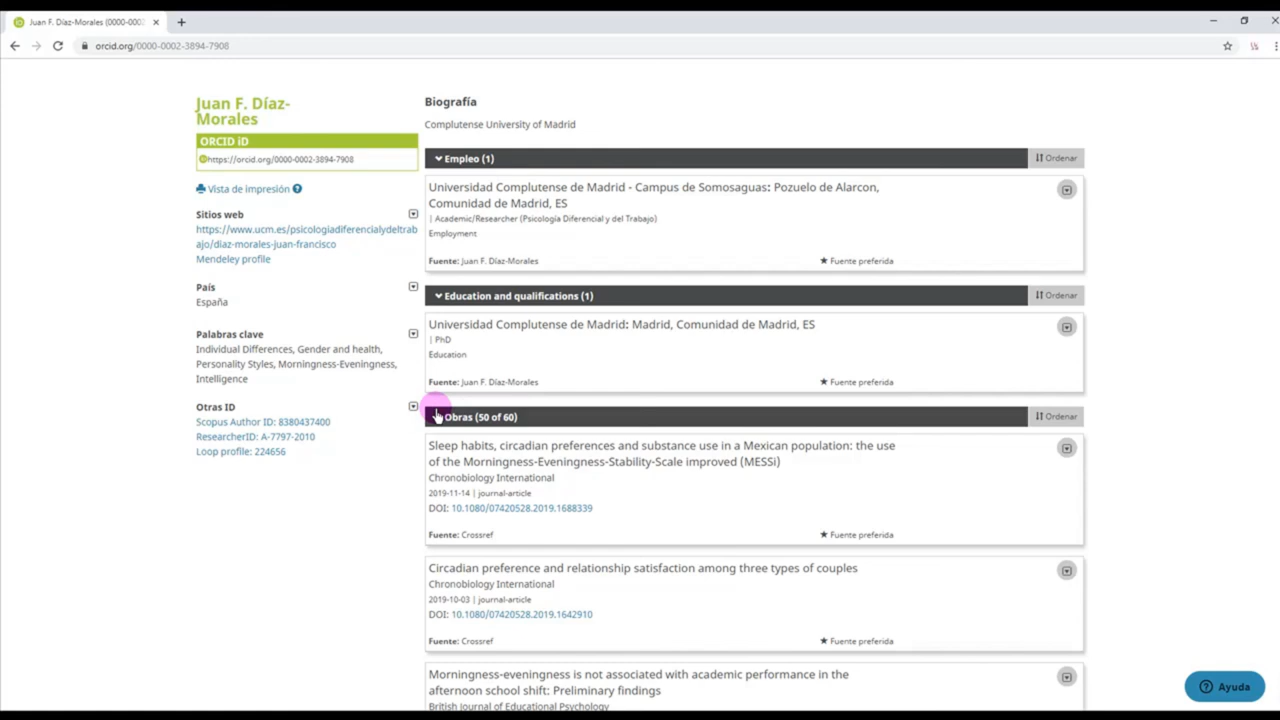 Juan F. Díaz-Morales (0000-0002
orcid.org/0000-0002-3894-7908
Juan F. Díaz-
Morales
ORCID iD
https://orcid.org/0000-0002-3894-7908
Vista de impresión
Sitios web
https://www.ucm.es/psicologiadiferencialydeltrab
ajo/diaz-morales-juan-francisco
Mendeley profile
País
España
Palabras clave
Individual Differences, Gender and health,
Personality Styles, Morningness-Eveningness,
Intelligence
Otras ID
Scopus Author ID: 8380437400
ResearcherID: A-7797-2010
Loop profile: 224656
Biografía
Complutense University of Madrid
Empleo (1)
Ordenar
Universidad Complutense de Madrid - Campus de Somosaguas: Pozuelo de Alarcon,
Comunidad de Madrid, ES
| Academic/Researcher (Psicología Diferencial y del Trabajo)
Employment
Fuente: Juan F. Díaz-Morales
Fuente preferida
Education and qualifications (1)
Ordenar
Universidad Complutense de Madrid: Madrid, Comunidad de Madrid, ES
| PhD
Education
Fuente: Juan F. Díaz-Morales
Fuente preferida
Obras (50 of 60)
Ordenar
Sleep habits, circadian preferences and substance use in a Mexican population: the use
of the Morningness-Eveningness-Stability-Scale improved (MESSi)
Chronobiology International
2019-11-14 | journal-article
DOI: 10.1080/07420528.2019.1688339
Fuente: Crossref
Fuente preferida
Circadian preference and relationship satisfaction among three types of couples
Chronobiology International
2019-10-03 | journal-article
DOI: 10.1080/07420528.2019.1642910
Fuente: Crossref
Fuente preferida
Morningness-eveningness is not associated with academic performance in the
afternoon school shift: Preliminary findings
British Journal of Educational Psychology
Ayuda